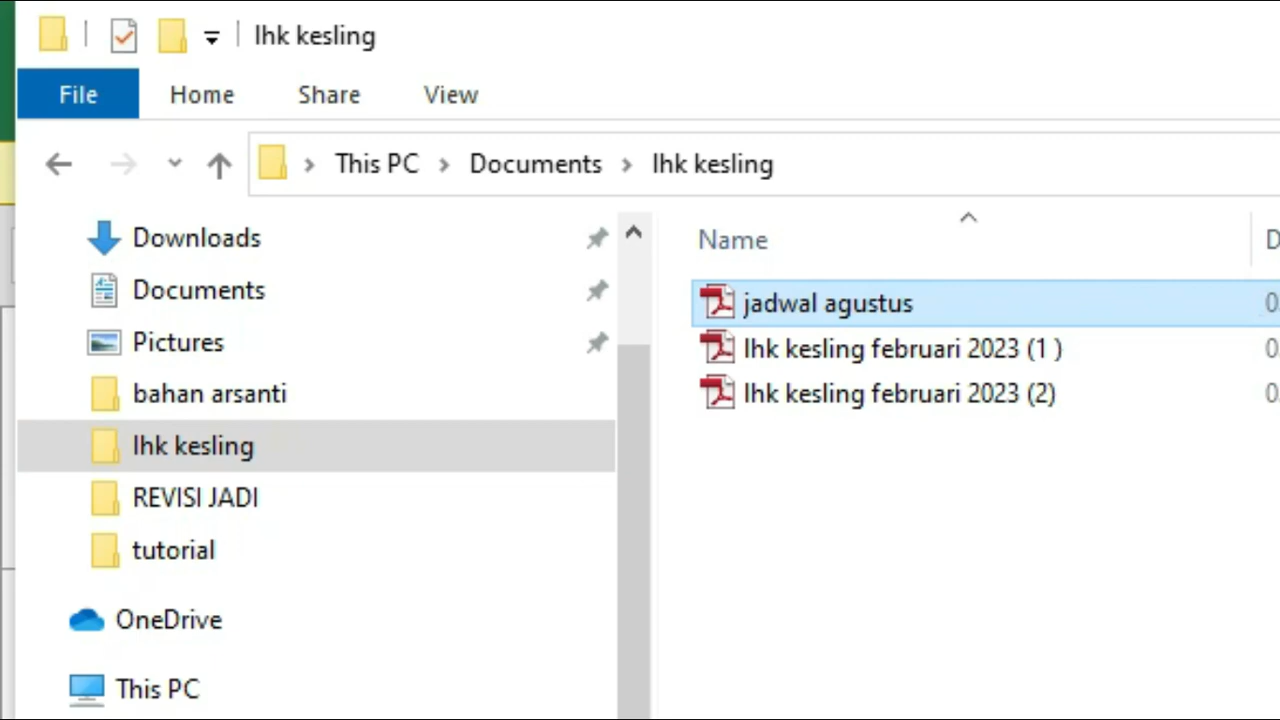 lhk kesling
File Home Share View
This PC > Documents > lhk kesling
Downloads
Documents
Pictures
bahan arsanti
lhk kesling
REVISI JADI
tutorial
OneDrive
This PC
Name
jadwal agustus
lhk kesling februari 2023 (1 )
lhk kesling februari 2023 (2)